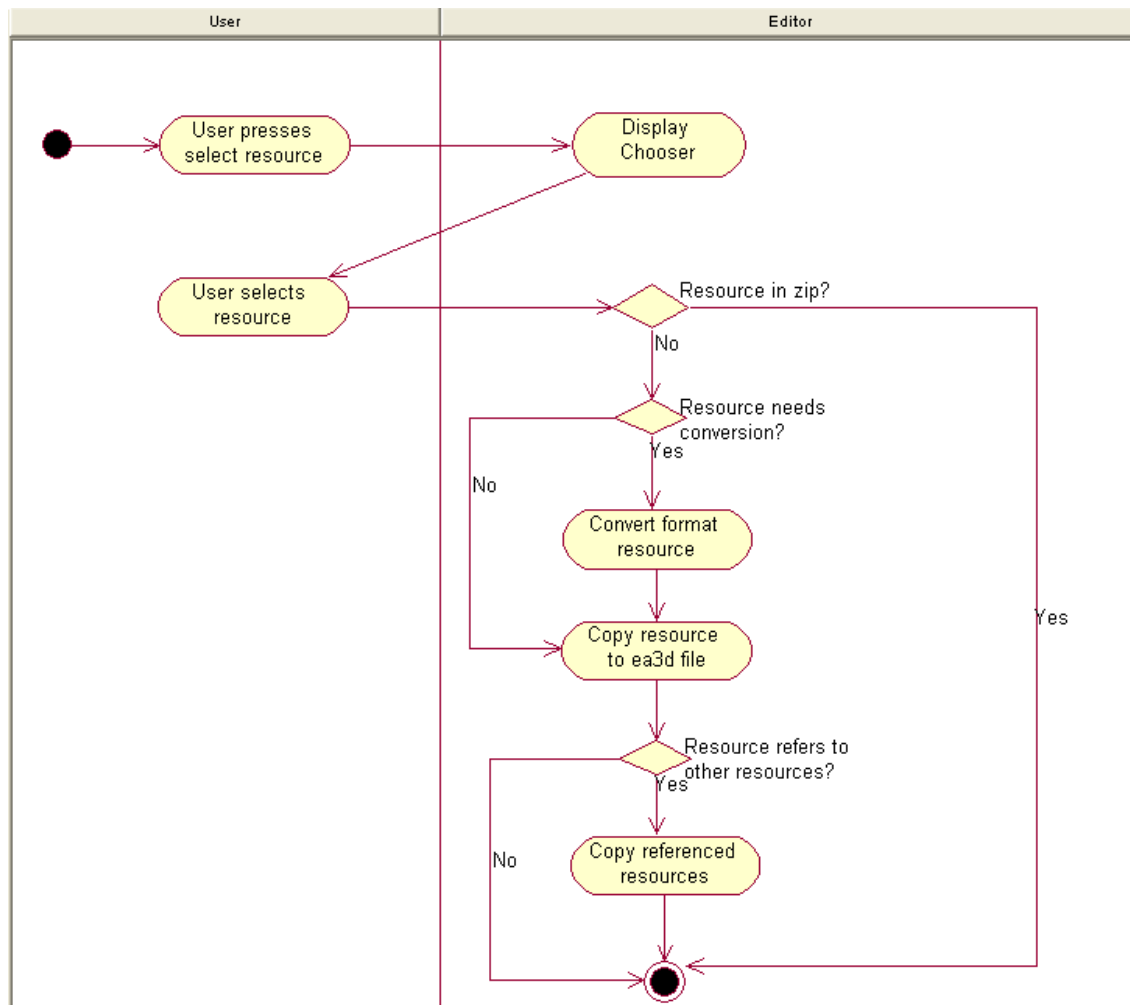 User
Editor
User presses
select resource
Display
Chooser
User selects
resource
Resource in zip?
No
Resource needs
conversion?
Yes
No
Convert format
resource
Yes
Copy resource
to ea3d file
Resource refers to
other resources?
Yes
No
Copy referenced
resources